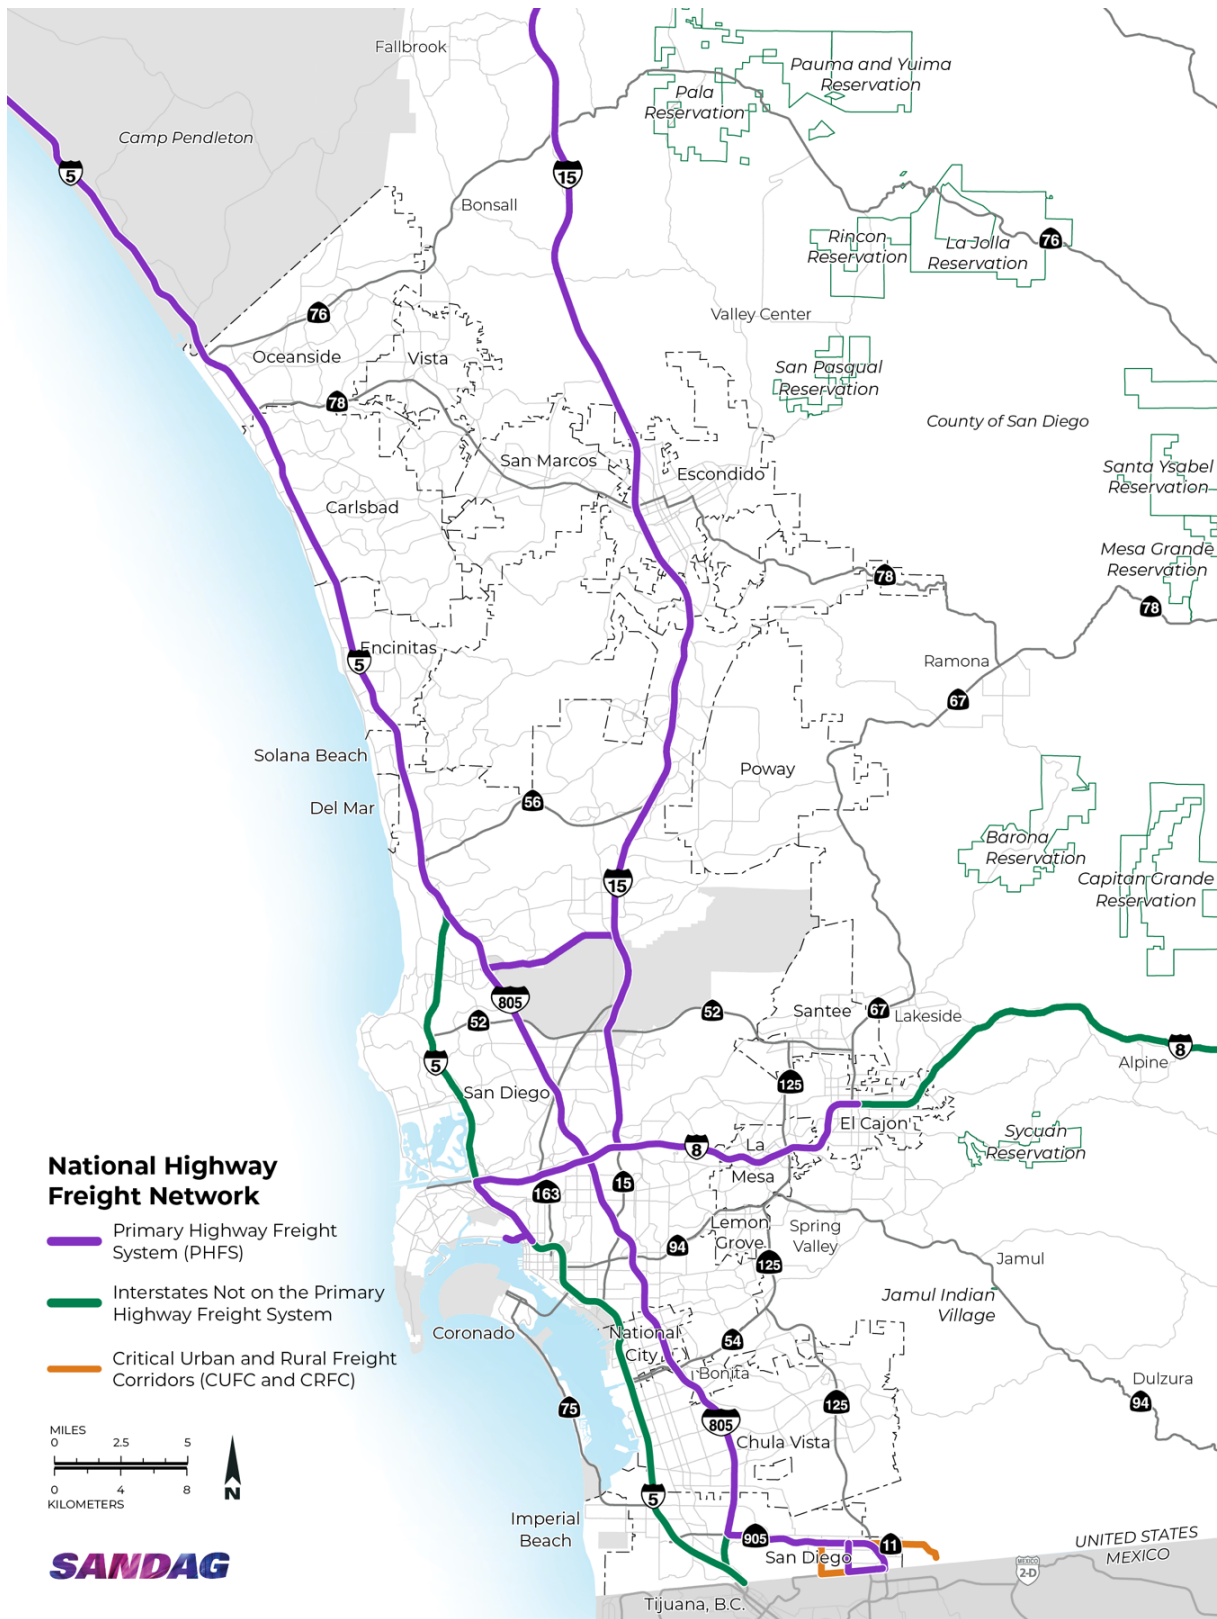 Fallbrook
Pauma and Yuima
Reservation
Pala
Reservation
Camp Pendleton
5
15
Bonsall
Rincon
Reservation
La Jolla
Reservation
76
76
Valley Center
Oceanside
Vista
San Pasqual
Reservation
78
County of San Diego
San Marcos
Escondido
Santa Ysabel
Reservation
Carlsbad
Mesa Grande
Reservation
78
78
Encinitas
5
Ramona
67
Solana Beach
Poway
Del Mar
56
Barona
Reservation
15
Capitan Grande
Reservation
805
52
52
Santee
67
Lakeside
5
8
Alpine
125
San Diego
El Cajon
Sycuan
Reservation
8
La
Mesa
National Highway
Freight Network
163
15
Primary Highway Freight
System (PHFS)
Lemon
Grove
Spring
Valley
94
125
Jamul
Interstates Not on the Primary
Highway Freight System
Jamul Indian
Village
Coronado
National
City
54
Critical Urban and Rural Freight
Corridors (CUFC and CRFC)
Bonita
Dulzura
94
75
125
805
MILES
0 2.5 5
0 4 8
KILOMETERS
N
Chula Vista
5
Imperial
Beach
905
San Diego
11
UNITED STATES
MEXICO
MEXICO
2-D
SANDAG
Tijuana, B.C.